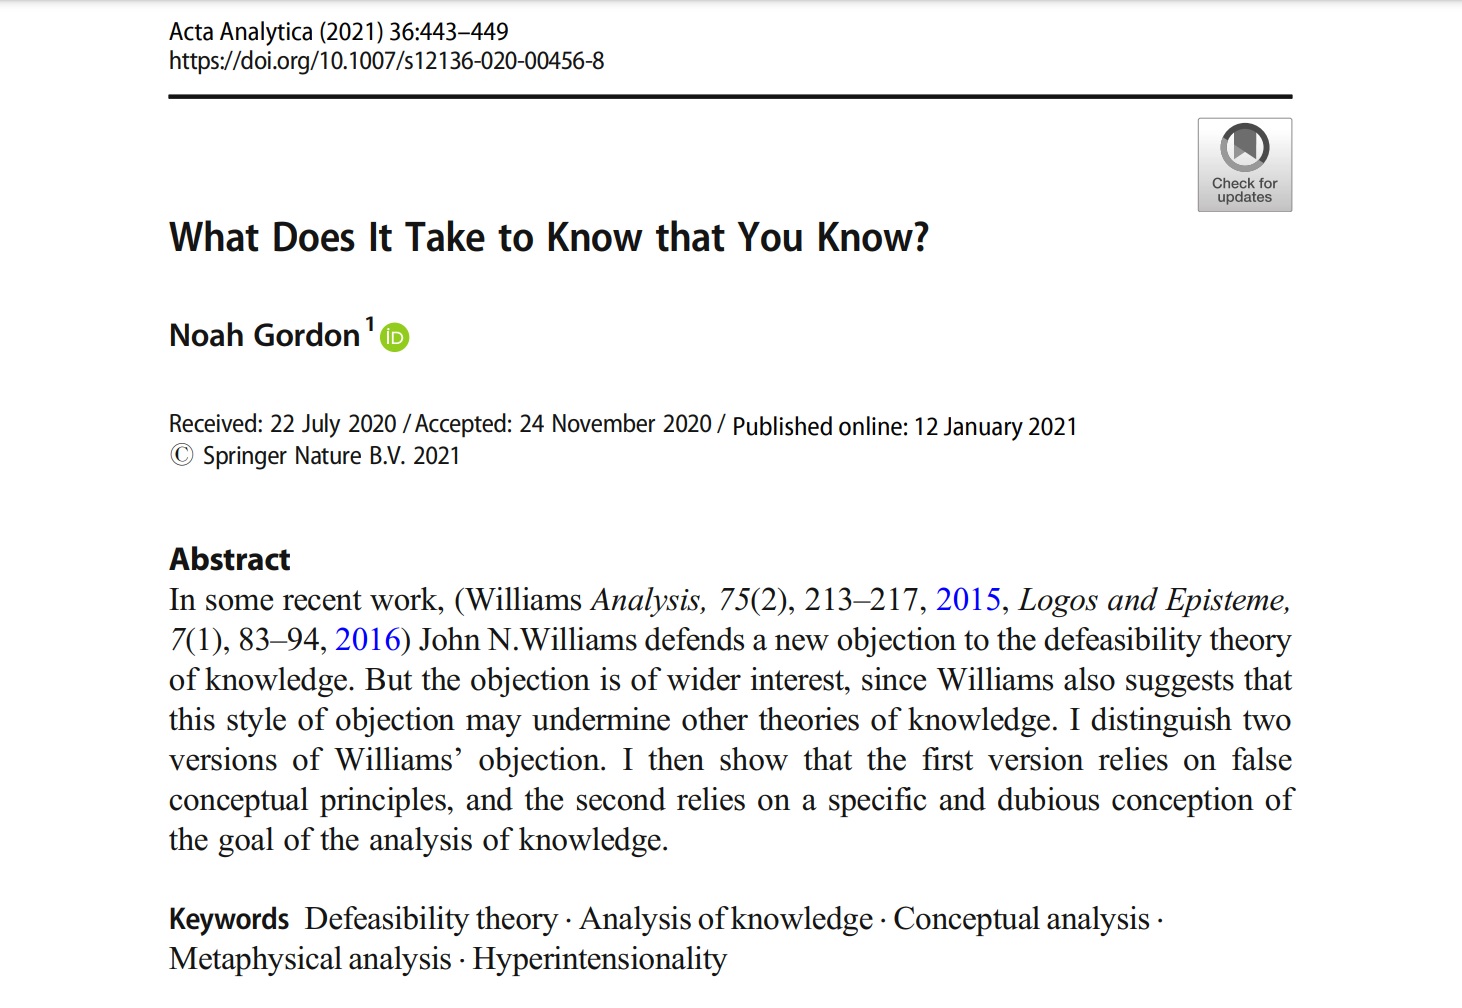 Acta Analytica (2021) 36:443–449
https://doi.org/10.1007/s12136-020-00456-8
Check for
updates
What Does It Take to Know that You Know?
Noah Gordon1 iD
Received: 22 July 2020 / Accepted: 24 November 2020 / Published online: 12 January 2021
© Springer Nature B.V. 2021
Abstract
In some recent work, (Williams Analysis, 75(2), 213–217, 2015, Logos and Episteme,
7(1), 83–94, 2016) John N.Williams defends a new objection to the defeasibility theory
of knowledge. But the objection is of wider interest, since Williams also suggests that
this style of objection may undermine other theories of knowledge. I distinguish two
versions of Williams’ objection. I then show that the first version relies on false
conceptual principles, and the second relies on a specific and dubious conception of
the goal of the analysis of knowledge.
Keywords Defeasibility theory · Analysis of knowledge · Conceptual analysis ·
Metaphysical analysis · Hyperintensionality